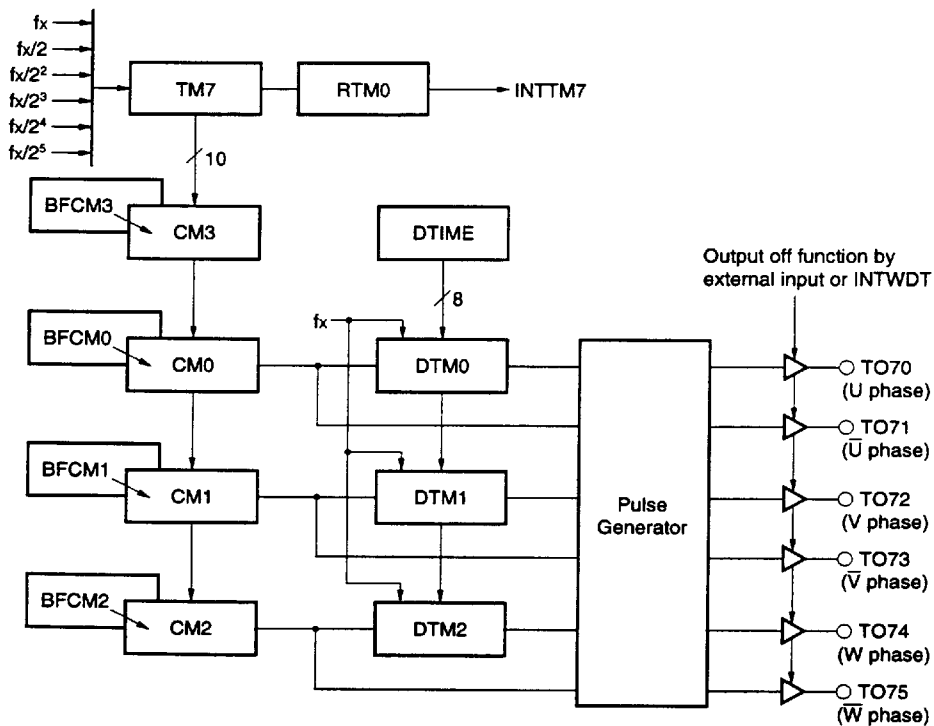 fx
fx/2
fx/2²
fx/2³
fx/2⁴
fx/2⁵
TM7
RTM0
INTTM7
10
BFCM3
CM3
DTIME
Output off function by
external input or INTWDT
8
fx
BFCM0
CM0
DTM0
TO70
(U phase)
TO71
(U̅ phase)
BFCM1
CM1
DTM1
Pulse
Generator
TO72
(V phase)
TO73
(V̅ phase)
BFCM2
CM2
DTM2
TO74
(W phase)
TO75
(W̅ phase)